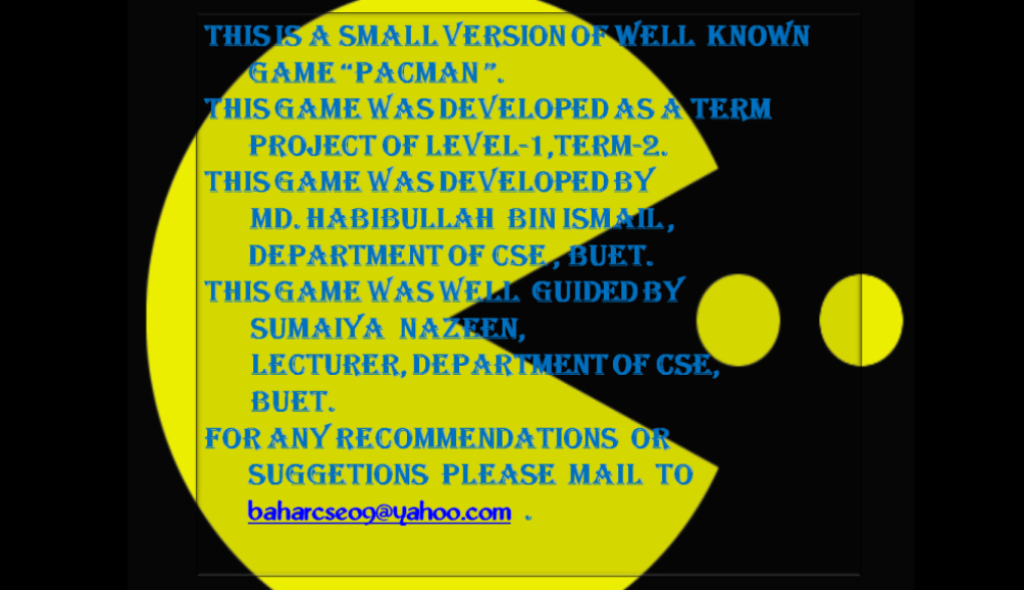 THIS IS A SMALL VERSION OF WELL KNOWN
GAME “PACMAN ”.
THIS GAME WAS DEVELOPED AS A TERM
PROJECT OF LEVEL-1,TERM-2.
THIS GAME WAS DEVELOPED BY
MD. HABIBULLAH BIN ISMAIL ,
DEPARTMENT OF CSE , BUET.
THIS GAME WAS WELL GUIDED BY
SUMAIYA NAZEEN,
LECTURER, DEPARTMENT OF CSE,
BUET.
FOR ANY RECOMMENDATIONS OR
SUGGETIONS PLEASE MAIL TO
baharcse09@yahoo.com .